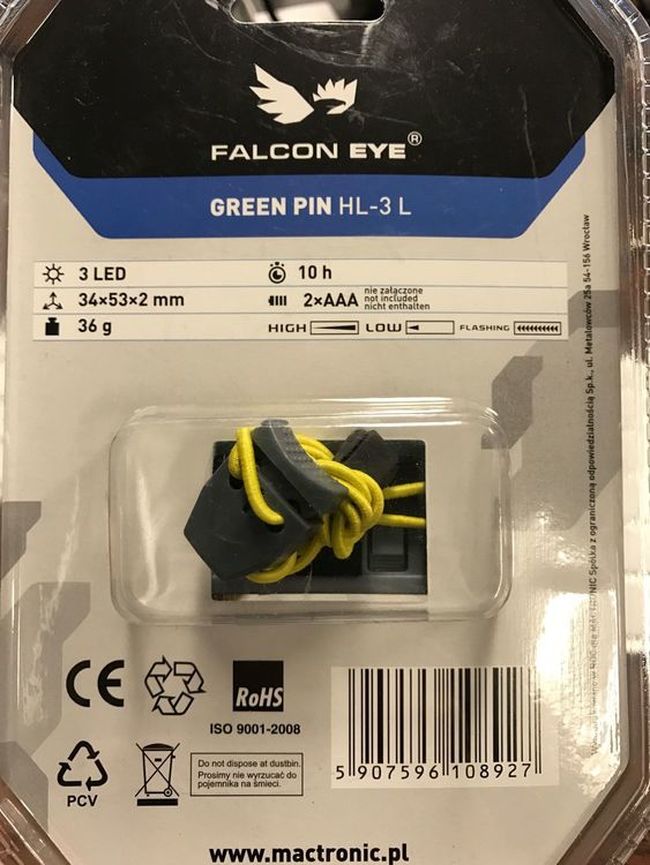 FALCON EYE®
GREEN PIN HL-3 L
3 LED
10 h
34×53×2 mm
2×AAA
nie załączone
not included
nicht enthalten
36 g
HIGH LOW FLASHING
Spółka z ograniczoną odpowiedzialnością Sp.k., ul. Metalowców 25a 54-156 Wrocław
CE
RoHS
ISO 9001-2008
PCV
Do not dispose at dustbin.
Prosimy nie wyrzucać do
pojemnika na śmieci.
5 907596 108927
www.mactronic.pl